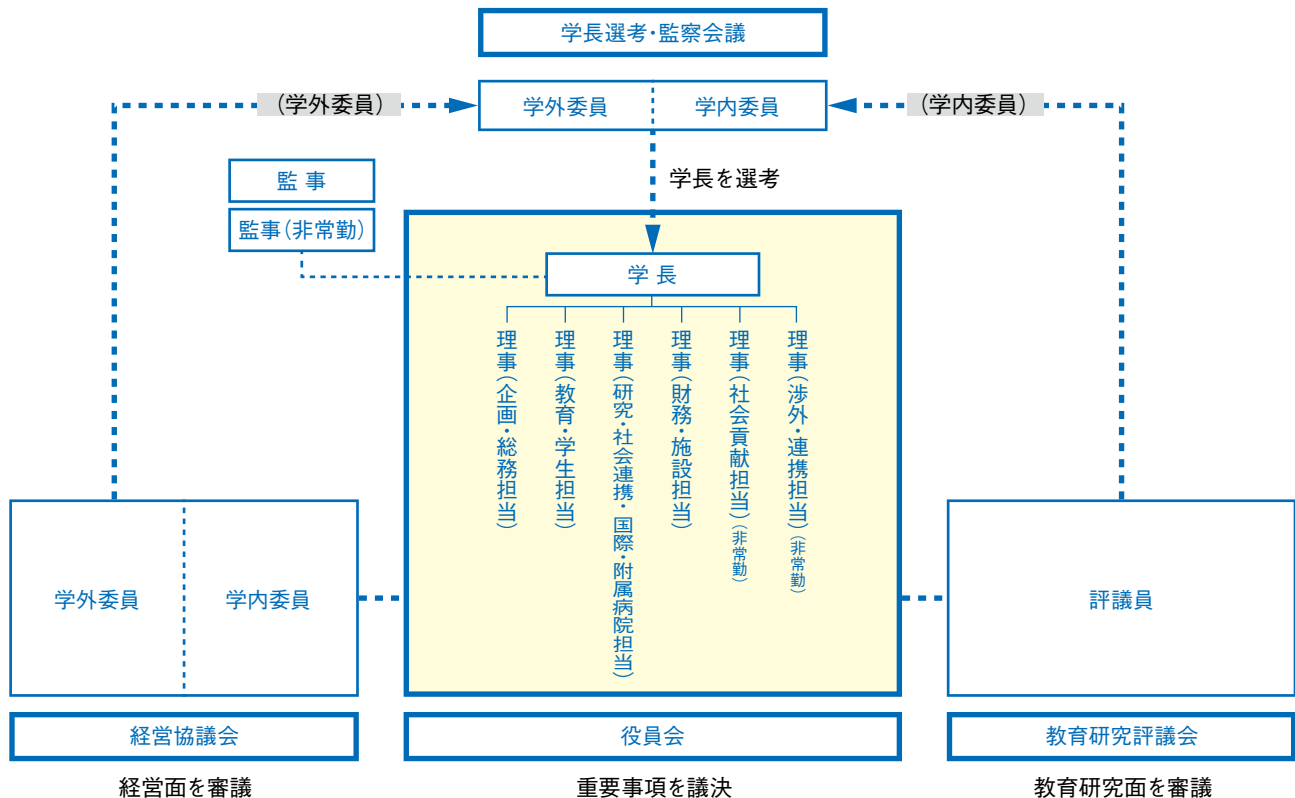 学長選考・監察会議
（学外委員）
学外委員
学内委員
（学内委員）
学長を選考
監 事
監事（非常勤）
学 長
理事（企画・総務担当）
理事（教育・学生担当）
理事（研究・社会連携・国際・附属病院担当）
理事（財務・施設担当）
理事（社会貢献担当）（非常勤）
理事（渉外・連携担当）（非常勤）
学外委員
学内委員
評議員
経営協議会
役員会
教育研究評議会
経営面を審議
重要事項を議決
教育研究面を審議